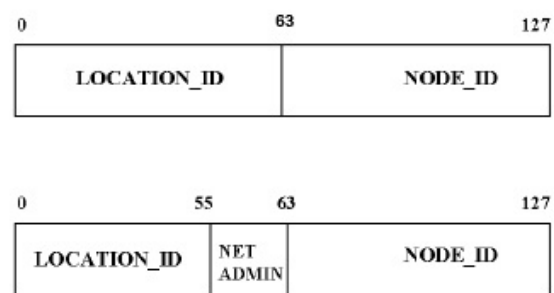 0 63 127
LOCATION_ID NODE_ID
0 55 63 127
LOCATION_ID NET ADMIN NODE_ID